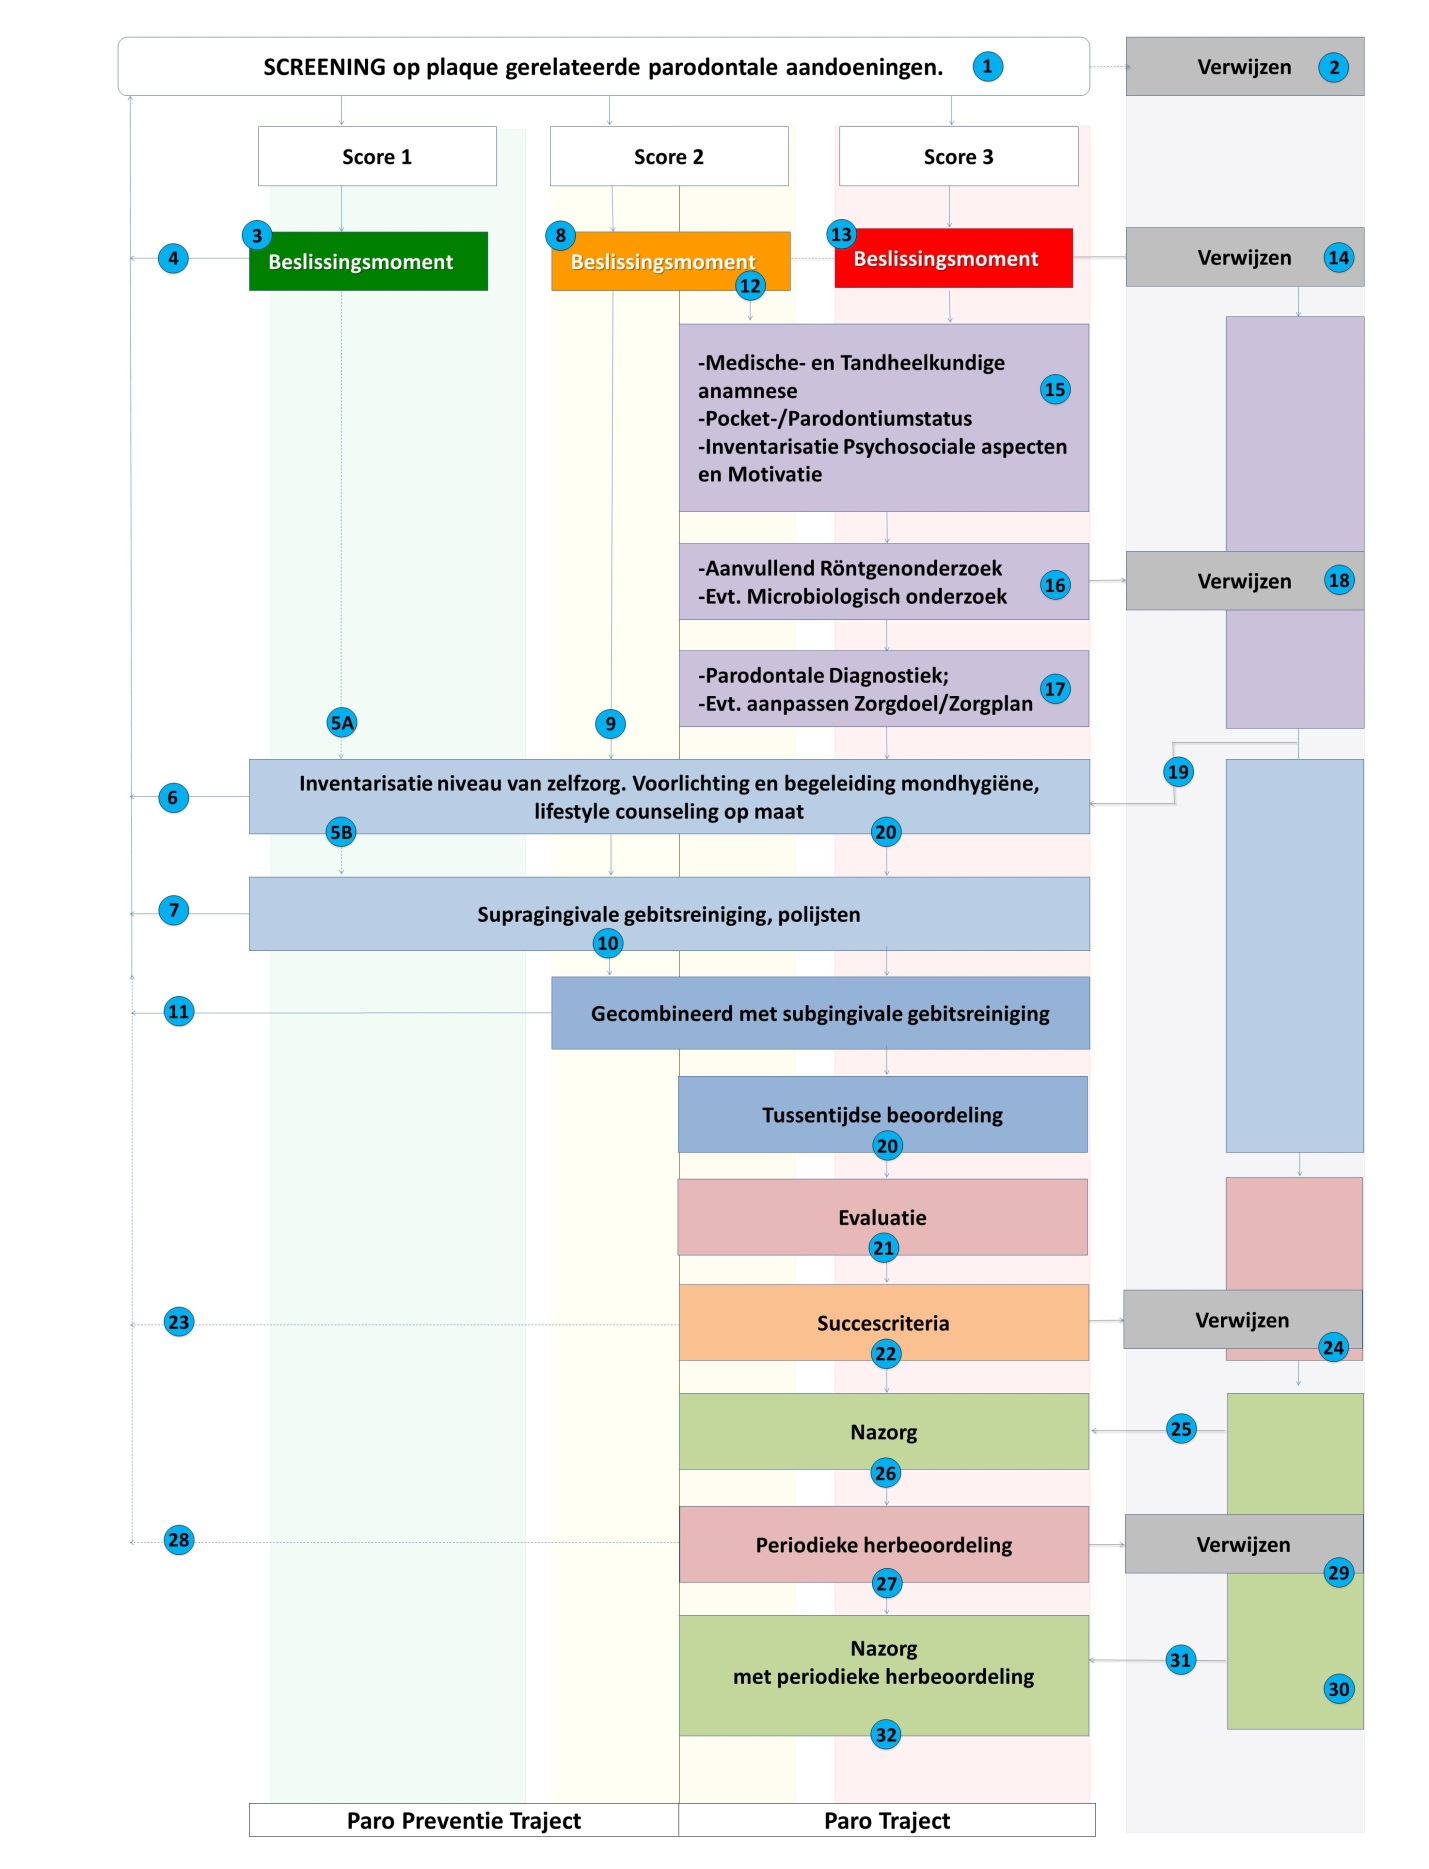 SCREENING op plaque gerelateerde parodontale aandoeningen. 1
Verwijzen 2
Score 1
Score 2
Score 3
3
Beslissingsmoment
4
8
Beslissingsmoment
12
13
Beslissingsmoment
Verwijzen 14
-Medische- en Tandheelkundige
anamnese
-Pocket-/Parodontiumstatus
-Inventarisatie Psychosociale aspecten
en Motivatie
15
-Aanvullend Röntgenonderzoek
-Evt. Microbiologisch onderzoek
16
Verwijzen 18
-Parodontale Diagnostiek;
-Evt. aanpassen Zorgdoel/Zorgplan
17
5A
9
19
6
Inventarisatie niveau van zelfzorg. Voorlichting en begeleiding mondhygiëne,
lifestyle counseling op maat
5B
20
7
Supragingivale gebitsreiniging, polijsten
10
11
Gecombineerd met subgingivale gebitsreiniging
Tussentijdse beoordeling
20
Evaluatie
21
23
Succescriteria
22
Verwijzen
24
Nazorg
25
26
28
Periodieke herbeoordeling
27
Verwijzen
29
Nazorg
met periodieke herbeoordeling
31
30
32
Paro Preventie Traject
Paro Traject